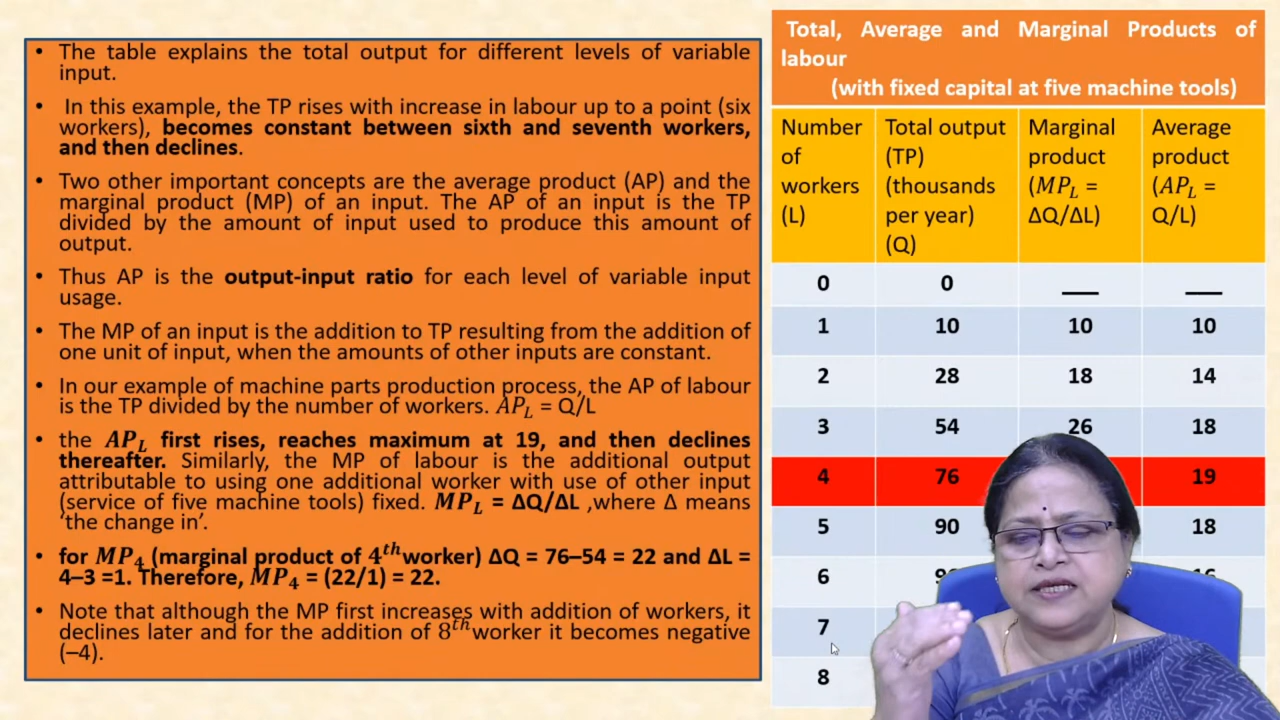 • The table explains the total output for different levels of variable
input.
• In this example, the TP rises with increase in labour up to a point (six
workers), becomes constant between sixth and seventh workers,
and then declines.
• Two other important concepts are the average product (AP) and the
marginal product (MP) of an input. The AP of an input is the TP
divided by the amount of input used to produce this amount of
output.
• Thus AP is the output-input ratio for each level of variable input
usage.
• The MP of an input is the addition to TP resulting from the addition of
one unit of input, when the amounts of other inputs are constant.
• In our example of machine parts production process, the AP of labour
is the TP divided by the number of workers. AP_L = Q/L
• the AP_L first rises, reaches maximum at 19, and then declines
thereafter. Similarly, the MP of labour is the additional output
attributable to using one additional worker with use of other input
(service of five machine tools) fixed. MP_L = ΔQ/ΔL ,where Δ means
‘the change in’.
• for MP₄ (marginal product of 4ᵗʰworker) ΔQ = 76–54 = 22 and ΔL =
4–3 =1. Therefore, MP₄ = (22/1) = 22.
• Note that although the MP first increases with addition of workers, it
declines later and for the addition of 8ᵗʰworker it becomes negative
(–4).
Total, Average and Marginal Products of
labour
(with fixed capital at five machine tools)
Number of workers (L) Total output (TP) (thousands per year) (Q) Marginal product (MP_L = ΔQ/ΔL) Average product (AP_L = Q/L)
0 0 __ __
1 10 10 10
2 28 18 14
3 54 26 18
4 76 19
5 90 18
6
7
8